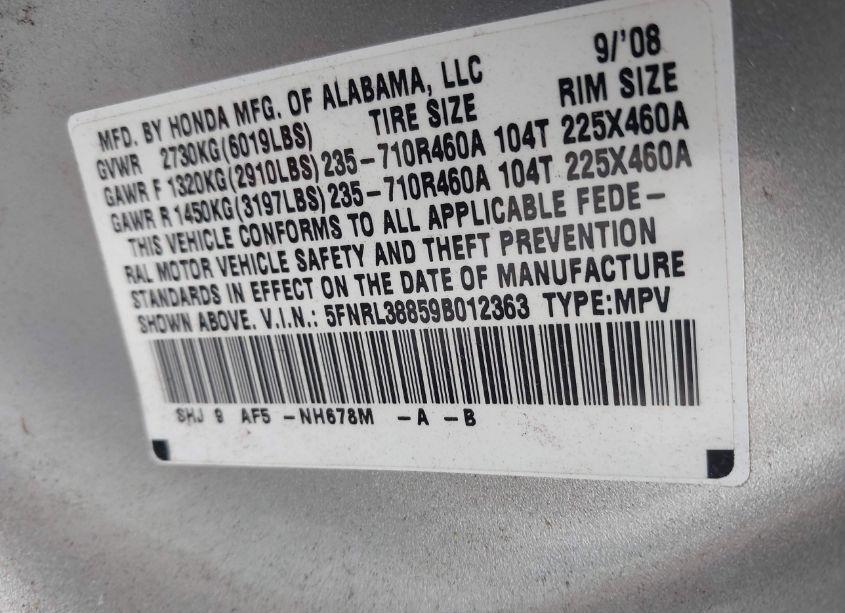 9/'08
MFD. BY HONDA MFG. OF ALABAMA, LLC
GVWR 2730KG(6019LBS) TIRE SIZE RIM SIZE
GAWR F 1320KG(2910LBS) 235-710R460A 104T 225X460A
GAWR R 1450KG(3197LBS) 235-710R460A 104T 225X460A
THIS VEHICLE CONFORMS TO ALL APPLICABLE FEDE-
RAL MOTOR VEHICLE SAFETY AND THEFT PREVENTION
STANDARDS IN EFFECT ON THE DATE OF MANUFACTURE
SHOWN ABOVE. V.I.N.: 5FNRL38859B012363 TYPE:MPV
SHJ 9 AF5 -NH678M -A -B